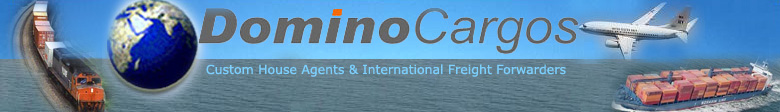 DominoCargos
Custom House Agents & International Freight Forwarders